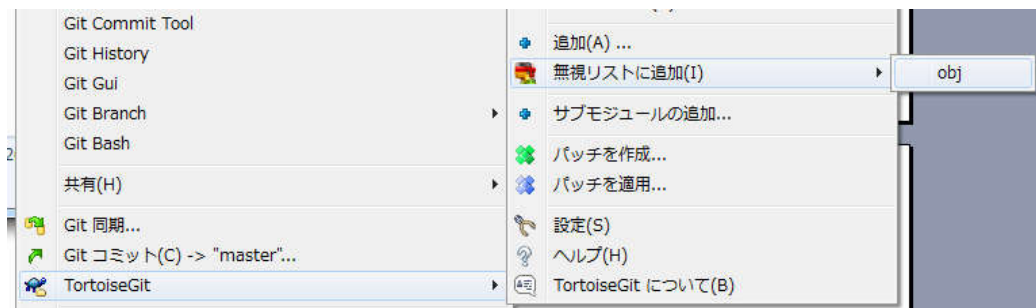 Git Commit Tool
Git History
Git Gui
Git Branch
Git Bash
共有(H)
Git 同期...
Git コミット(C) -> "master"...
TortoiseGit
追加(A) ...
無視リストに追加(I)
サブモジュールの追加...
パッチを作成...
パッチを適用...
設定(S)
ヘルプ(H)
TortoiseGit について(B)
obj